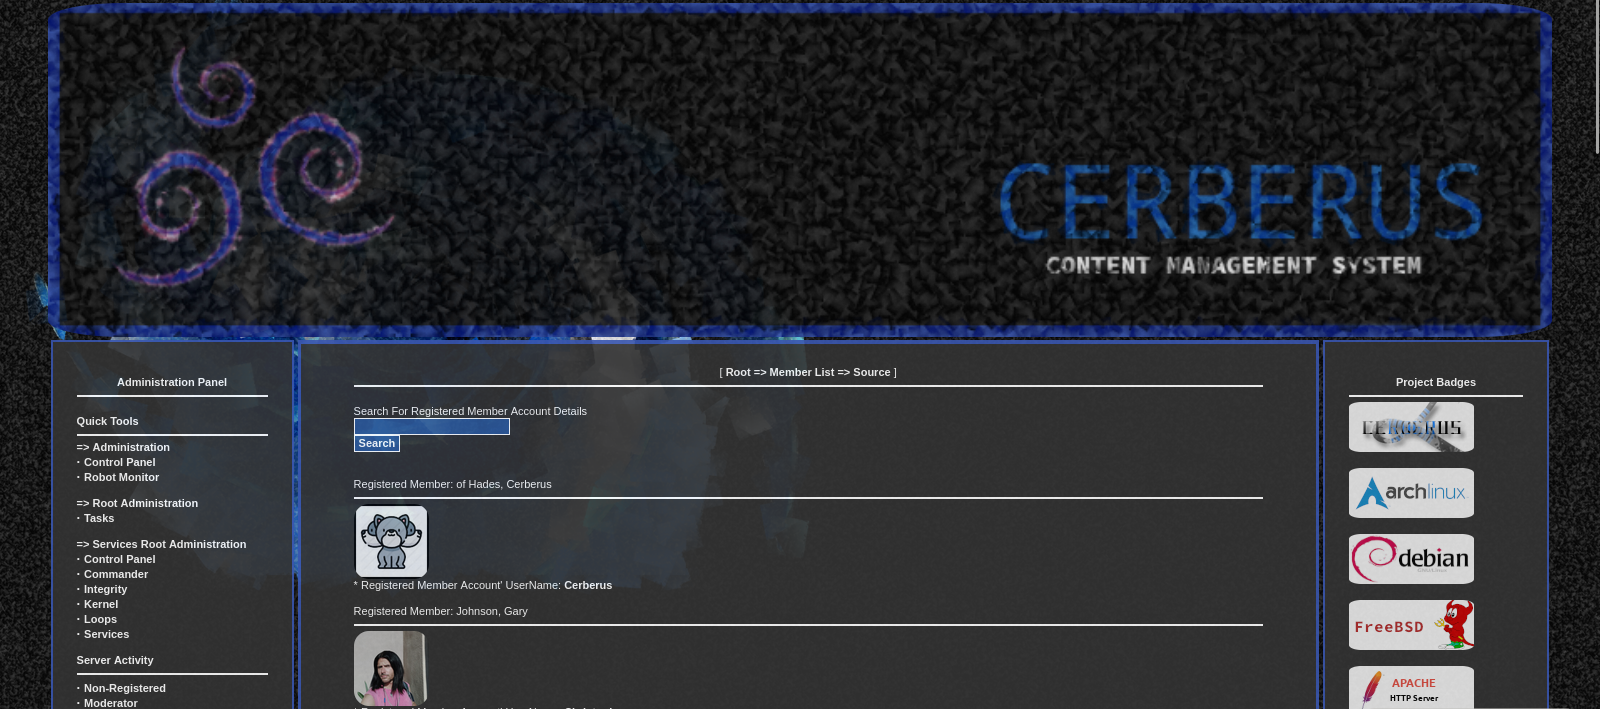 CERBERUS
CONTENT MANAGEMENT SYSTEM
Administration Panel
Quick Tools
=> Administration
· Control Panel
· Robot Monitor
=> Root Administration
· Tasks
=> Services Root Administration
· Control Panel
· Commander
· Integrity
· Kernel
· Loops
· Services
Server Activity
· Non-Registered
· Moderator
[ Root => Member List => Source ]
Search For Registered Member Account Details
Search
Registered Member: of Hades, Cerberus
* Registered Member Account' UserName: Cerberus
Registered Member: Johnson, Gary
Project Badges
CERBERUS
archlinux
debian
FreeBSD
APACHE
HTTP Server